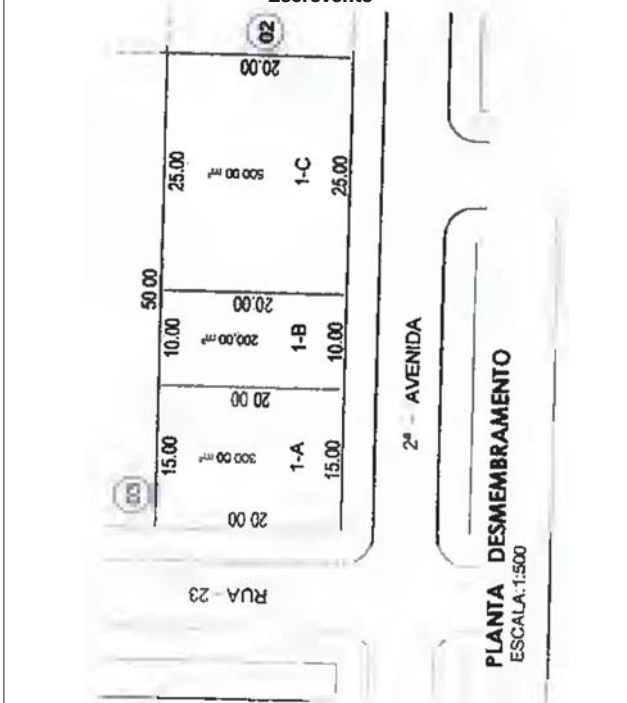 Escrevente
02
20.00
25.00
500.00 m²
1-C
25.00
50 00
20.00
10.00
200,00 m²
1-B
10.00
20 00
15.00
300 00 m²
1-A
15.00
03
20 00
2ª - AVENIDA
RUA - 23
PLANTA DESMEMBRAMENTO
ESCALA: 1:500